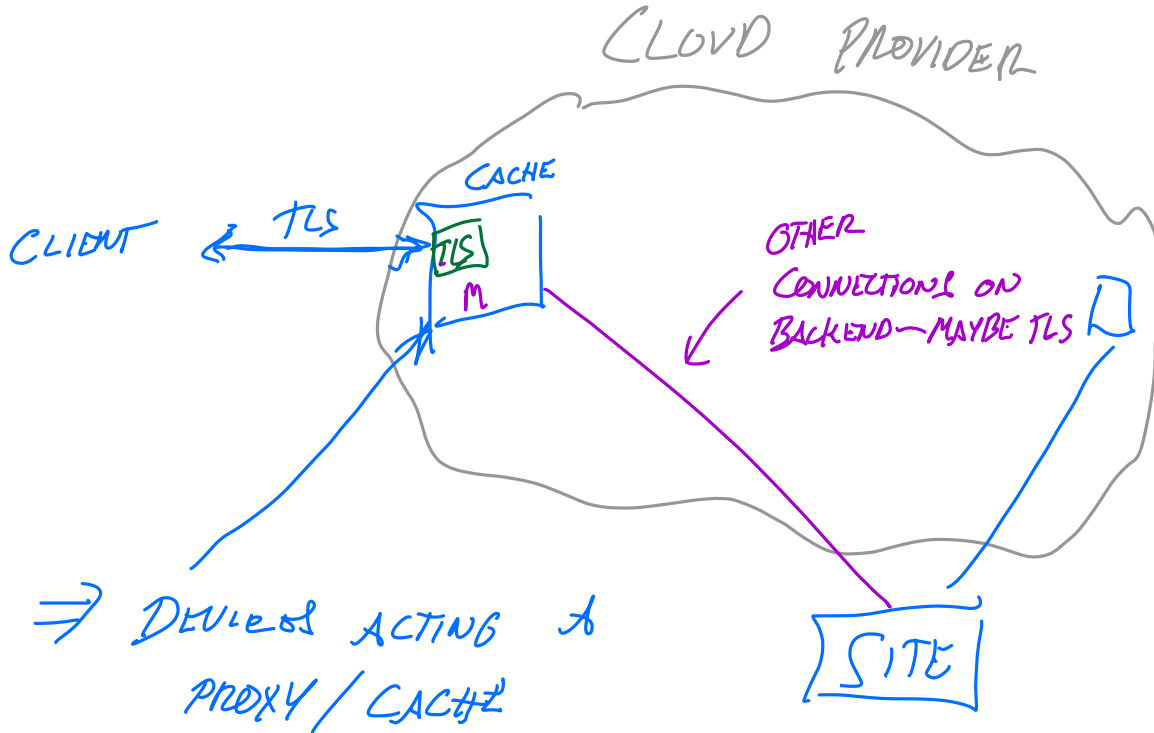 CLOUD PROVIDER
CACHE
CLIENT
TLS
TLS
M
OTHER
CONNECTIONS ON
BACKEND — MAYBE TLS
⇒ DEVICES ACTING A
PROXY / CACHE
SITE